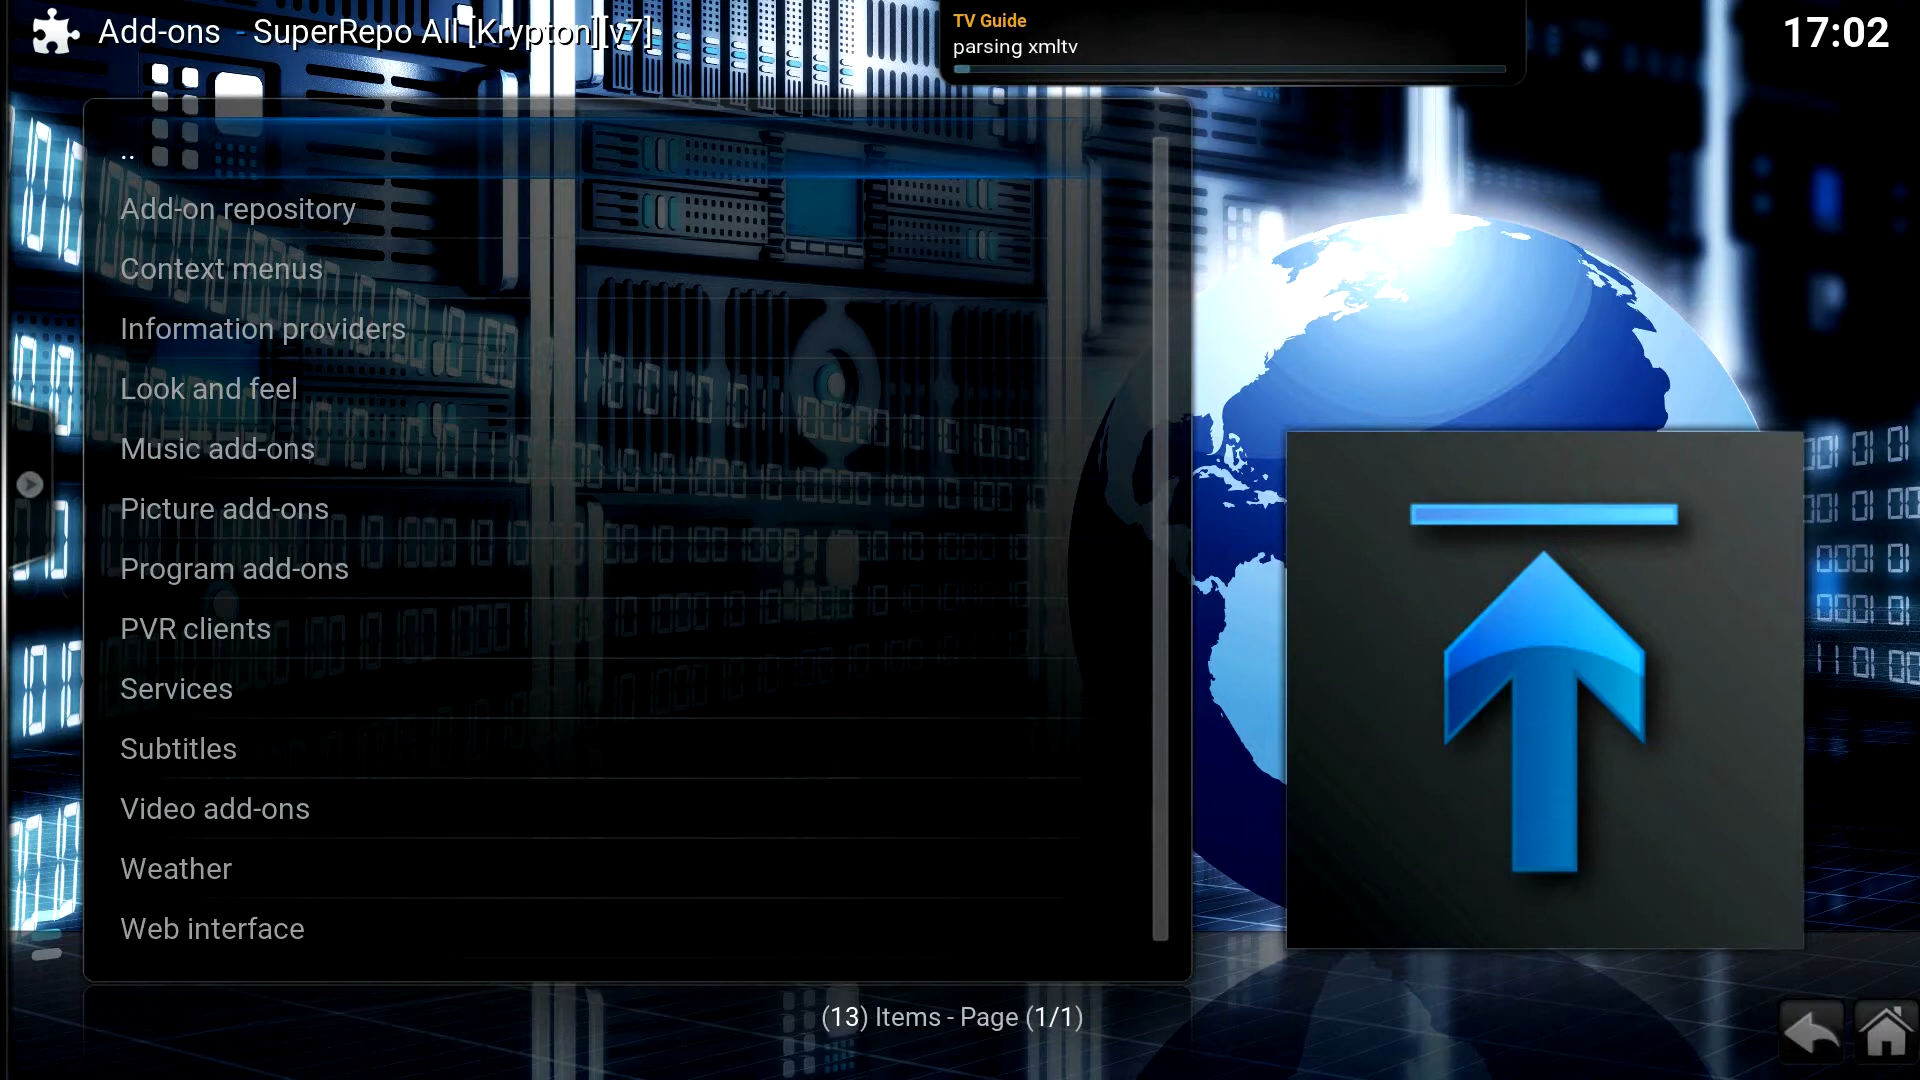 Add-ons - SuperRepo All [Krypton][v7]
TV Guide
parsing xmltv
17:02
..
Add-on repository
Context menus
Information providers
Look and feel
Music add-ons
Picture add-ons
Program add-ons
PVR clients
Services
Subtitles
Video add-ons
Weather
Web interface
(13) Items - Page (1/1)